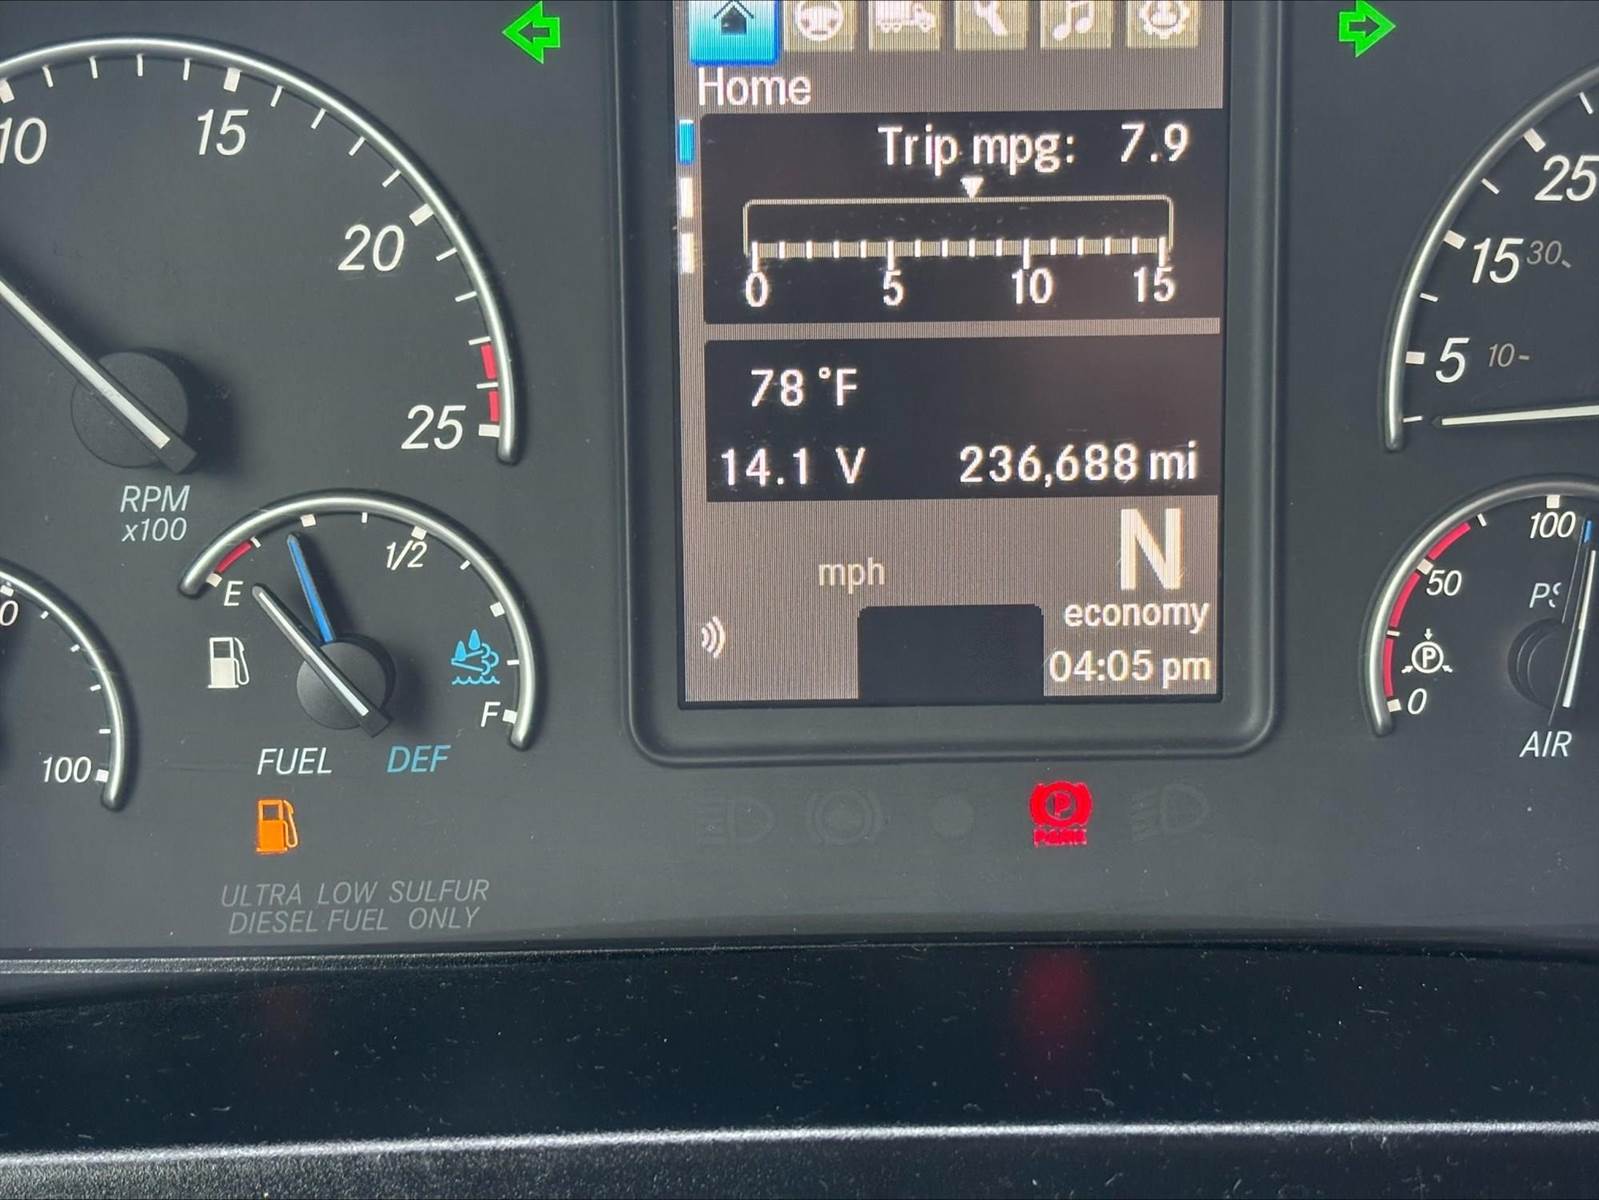 Home
Trip mpg: 7.9
0 5 10 15
78 °F
14.1 V 236,688 mi
N
mph
economy
04:05 pm
10
15
20
25
RPM
x100
E
1/2
F
FUEL DEF
ULTRA LOW SULFUR
DIESEL FUEL ONLY
0
100
25
15 30
5 10
100
50
0
P
AIR
P
PARK